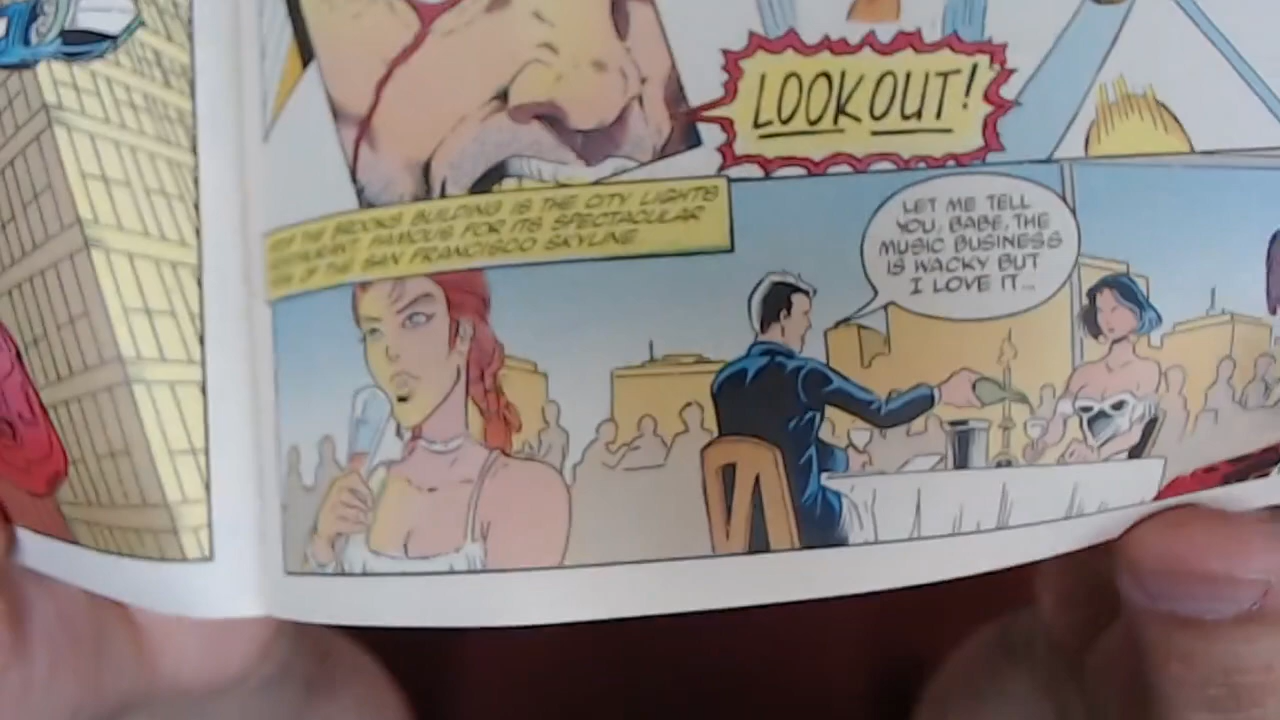 LOOKOUT!
THE BROOKS BUILDING IS THE CITY LIGHTS
FAMOUS FOR ITS SPECTACULAR
OF THE SAN FRANCISCO SKYLINE
LET ME TELL
YOU, BABE, THE
MUSIC BUSINESS
IS WACKY BUT
I LOVE IT...